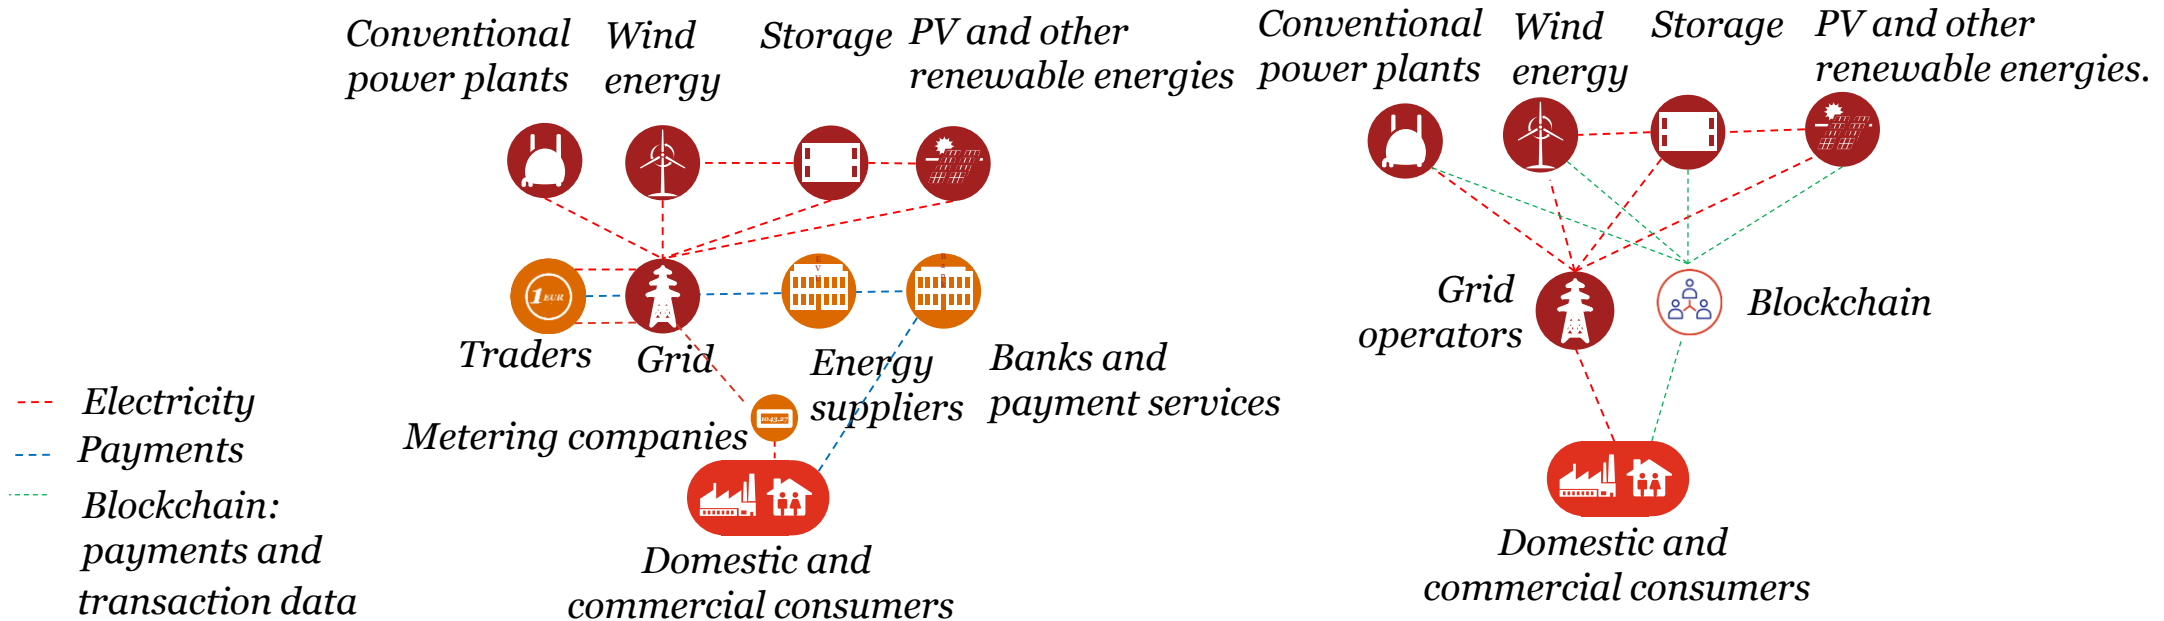 Conventional
power plants
Wind
energy
Storage
PV and other
renewable energies
1 EUR
E
V
B
Traders
Grid
Energy
suppliers
Banks and
payment services
Metering companies
Domestic and
commercial consumers
Electricity
Payments
Blockchain:
payments and
transaction data
Conventional
power plants
Wind
energy
Storage
PV and other
renewable energies.
Grid
operators
Blockchain
Domestic and
commercial consumers